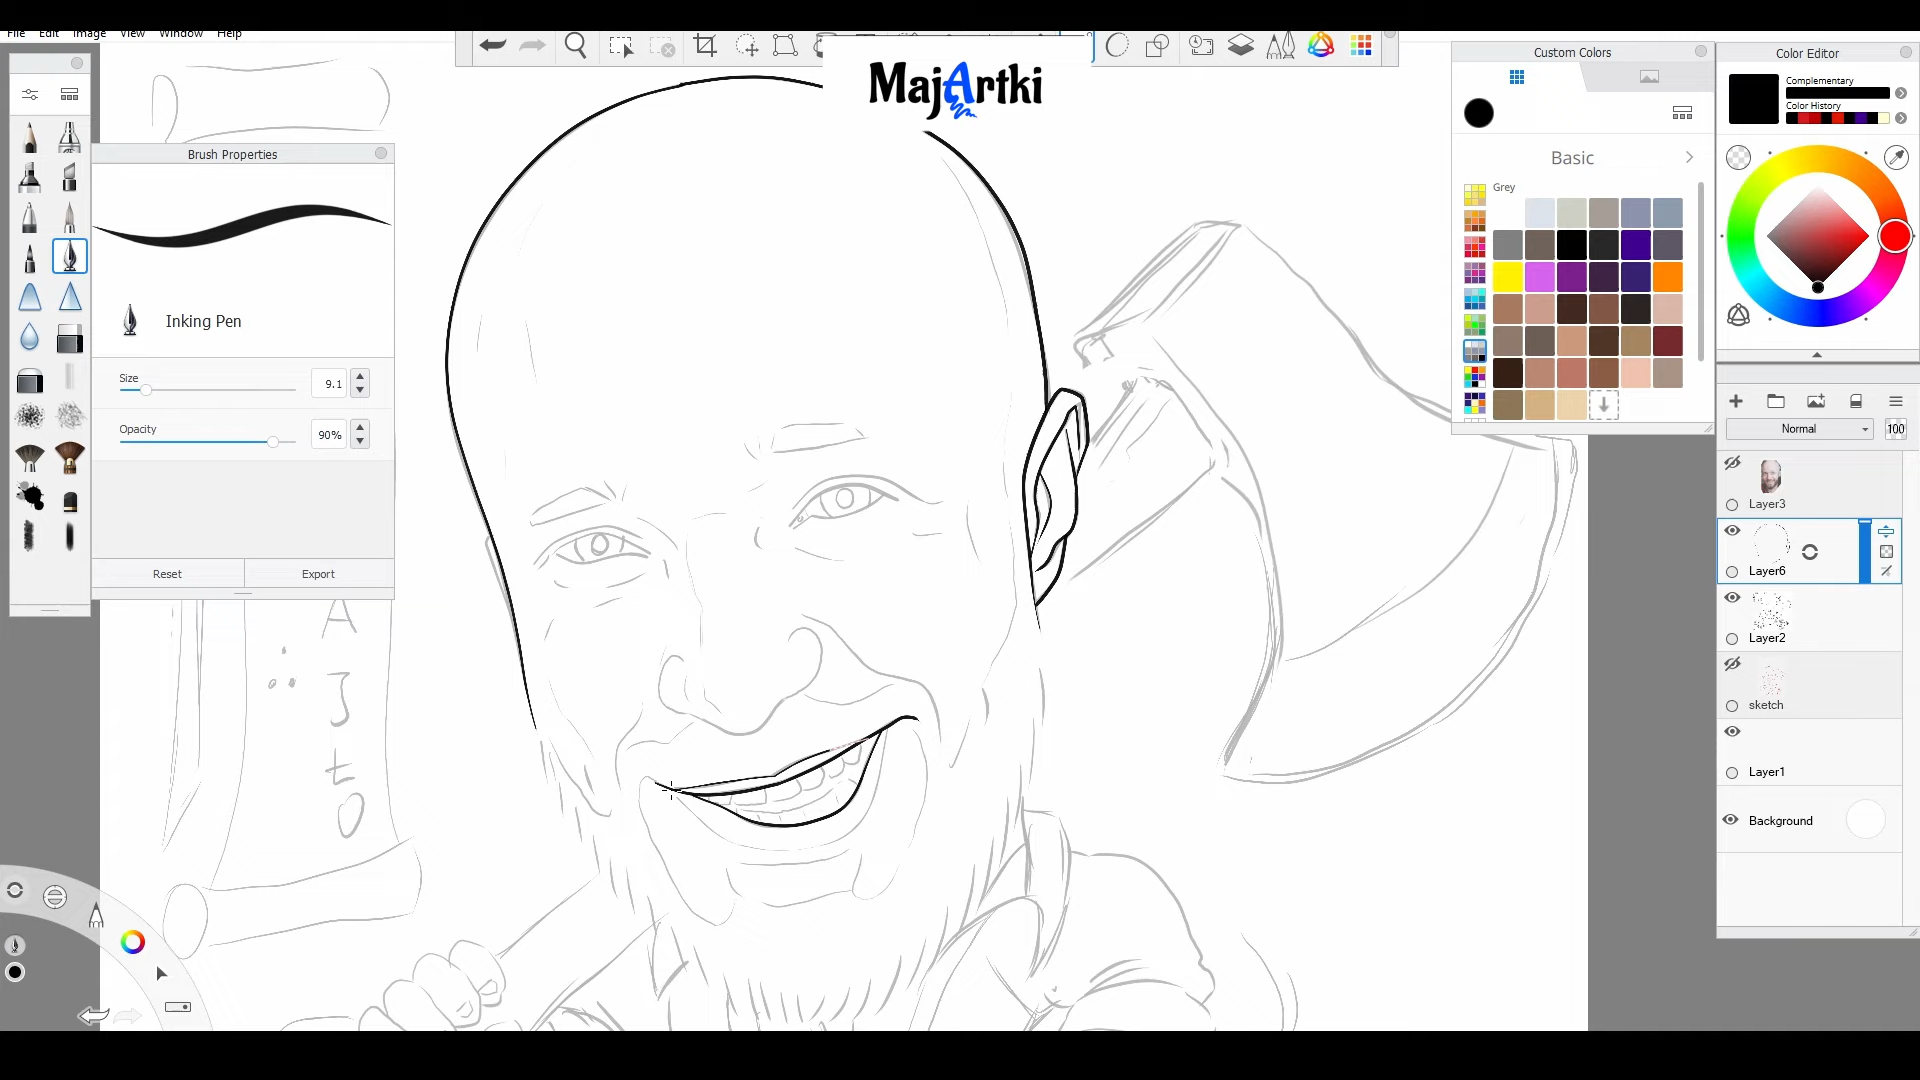 File Edit Image View Window Help
MajArtki
Custom Colors
Color Editor
Complementary
Color History
Basic
Grey
Brush Properties
Inking Pen
Size
9.1
Opacity
90%
Reset
Export
Normal
100
Layer3
Layer6
Layer2
sketch
Layer1
Background